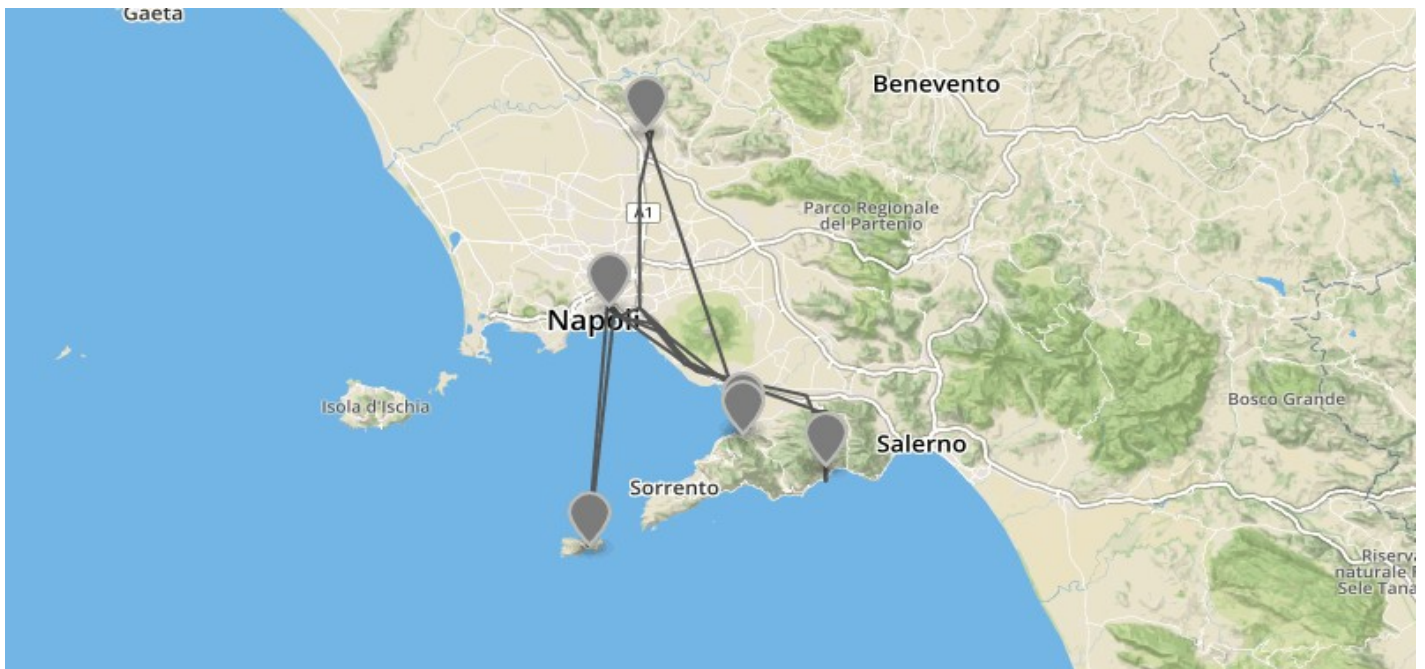 Gaeta
Benevento
Parco Regionale
del Partenio
A1
Napoli
Isola d'Ischia
Bosco Grande
Salerno
Sorrento
Riserva
naturale F
Sele Tana